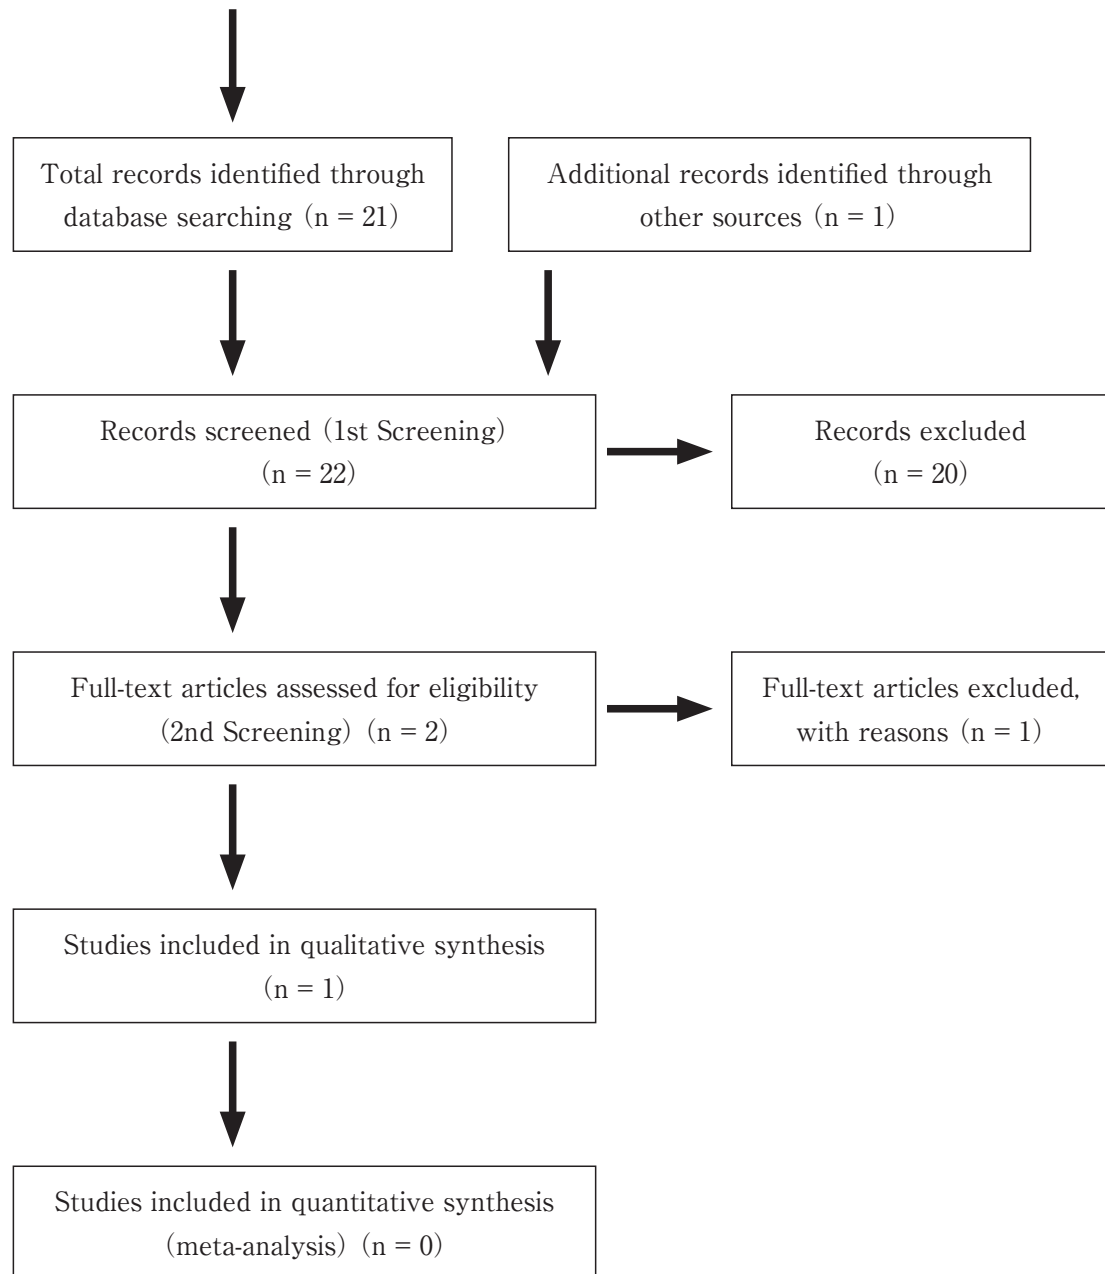 Total records identified through
database searching (n = 21)
Additional records identified through
other sources (n = 1)
Records screened (1st Screening)
(n = 22)
Records excluded
(n = 20)
Full-text articles assessed for eligibility
(2nd Screening) (n = 2)
Full-text articles excluded,
with reasons (n = 1)
Studies included in qualitative synthesis
(n = 1)
Studies included in quantitative synthesis
(meta-analysis) (n = 0)